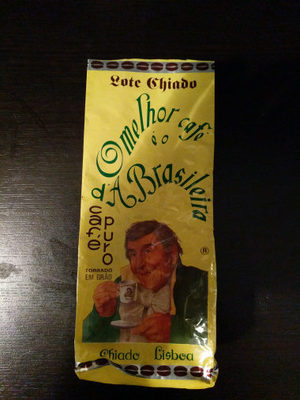 Lote Chiado
O melhor café
é o
d'A Brasileira
café
puro
TORRADO
EM GRÃO
®
Chiado Lisboa